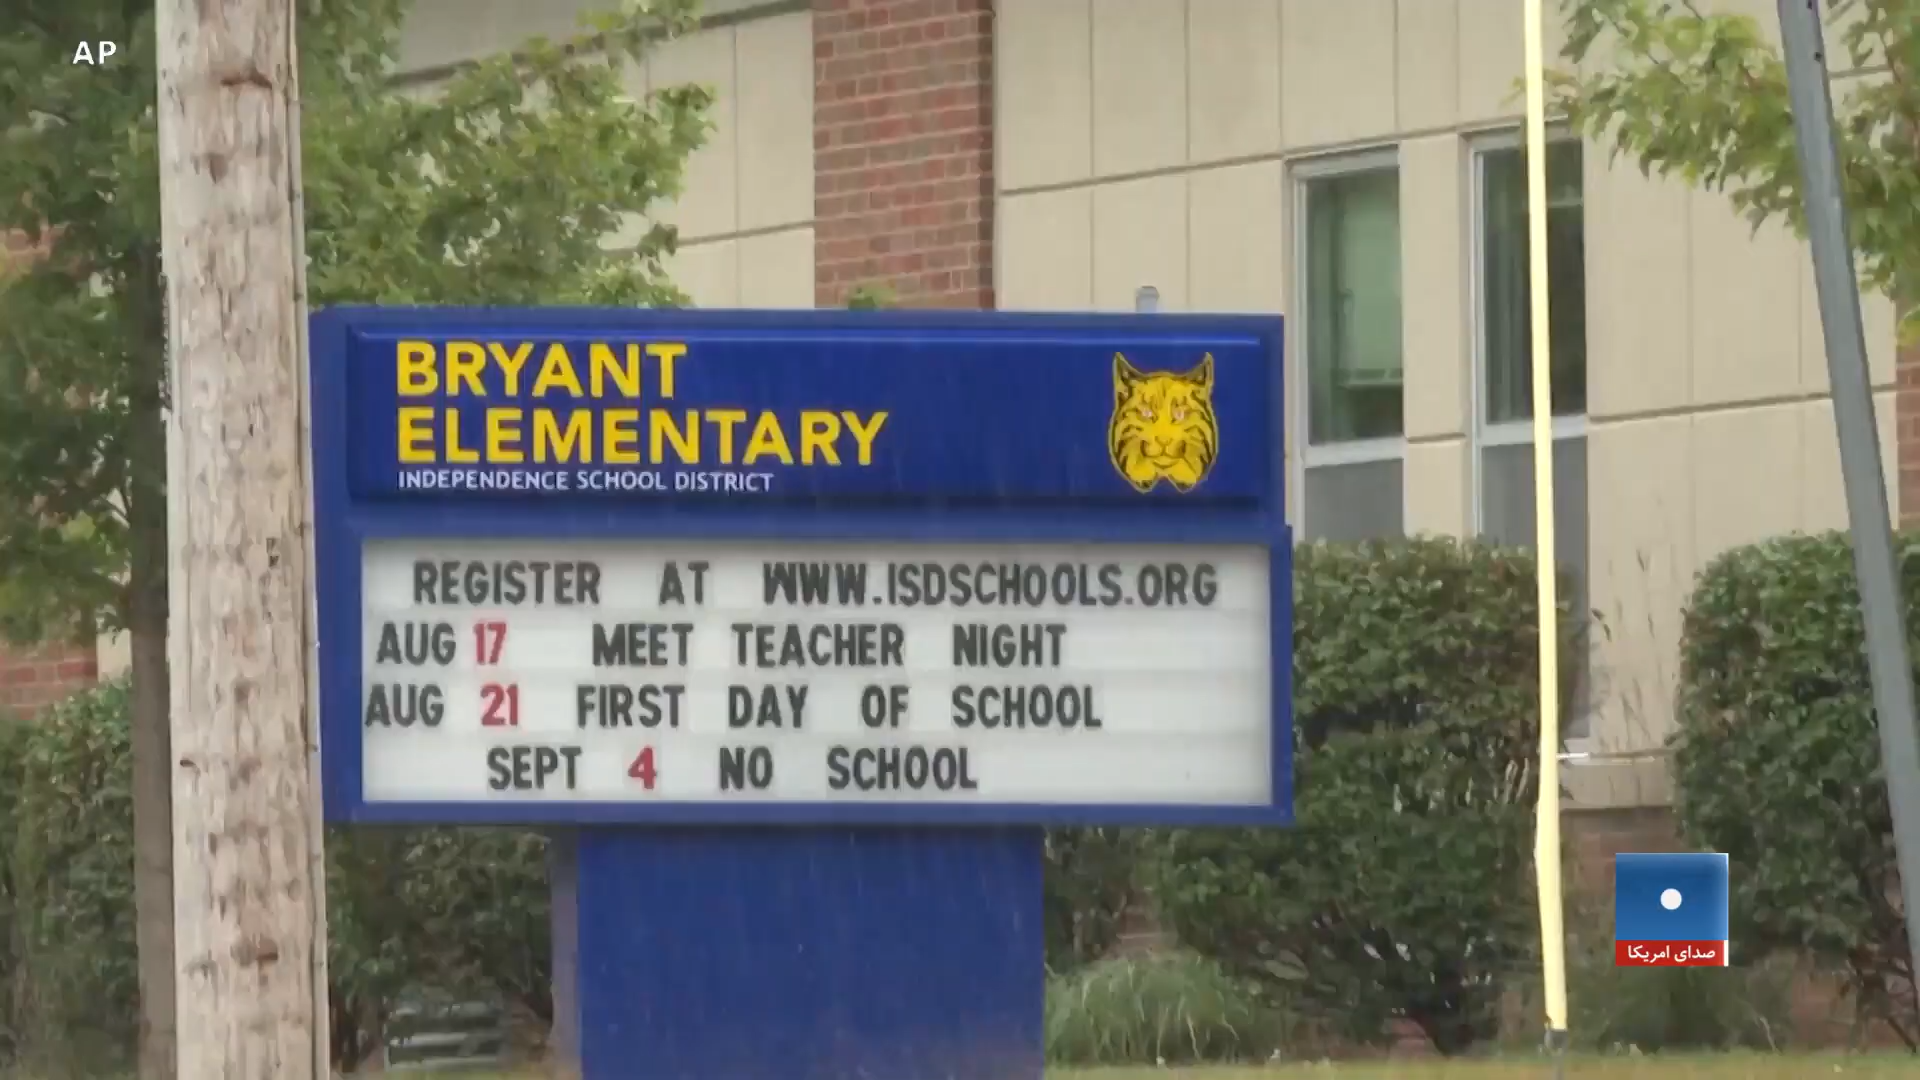 AP
BRYANT
ELEMENTARY
INDEPENDENCE SCHOOL DISTRICT
REGISTER AT WWW.ISDSCHOOLS.ORG
AUG 17 MEET TEACHER NIGHT
AUG 21 FIRST DAY OF SCHOOL
SEPT 4 NO SCHOOL
صدای امریکا